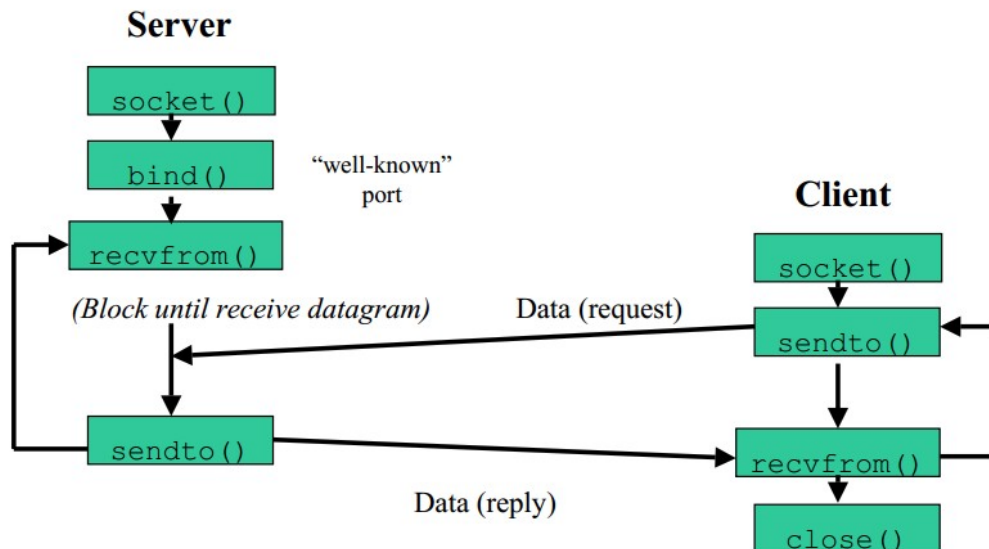 Server
socket()
bind()
“well-known”
port
recvfrom()
(Block until receive datagram)
sendto()
Client
socket()
Data (request)
sendto()
recvfrom()
Data (reply)
close()